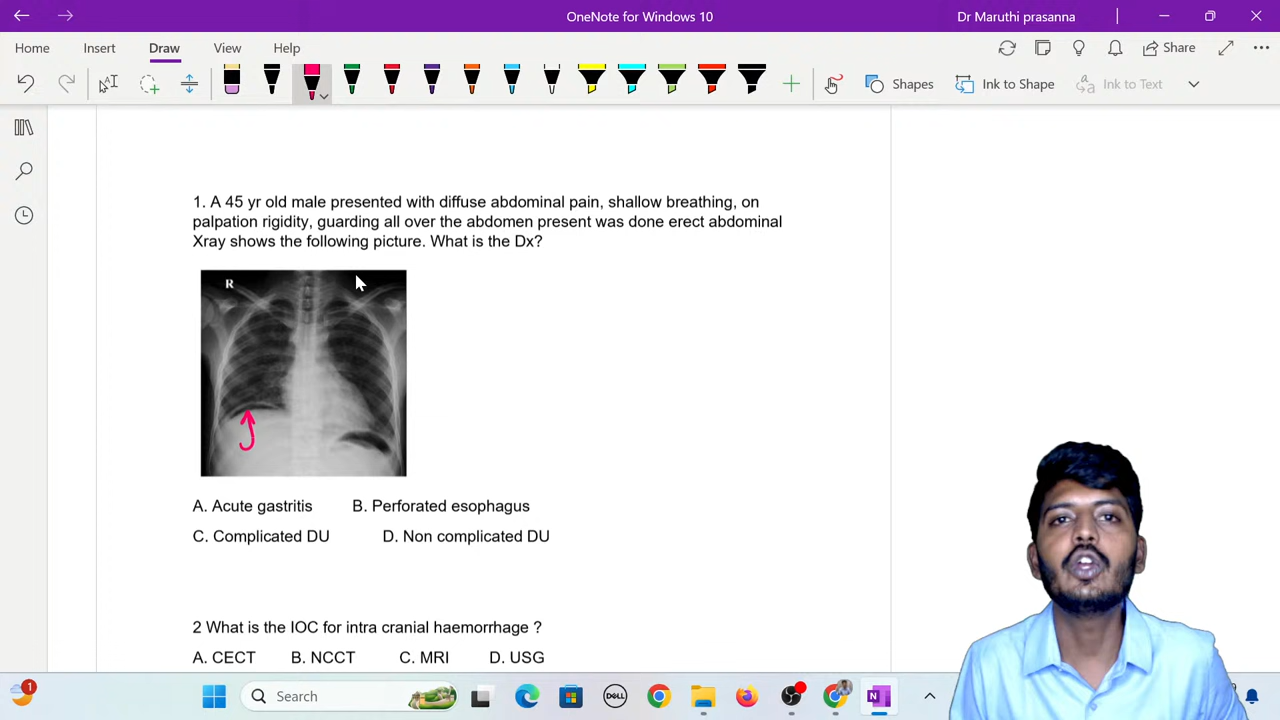 OneNote for Windows 10
Dr Maruthi prasanna
Home Insert Draw View Help
Share
Shapes
Ink to Shape
Ink to Text
1. A 45 yr old male presented with diffuse abdominal pain, shallow breathing, on
palpation rigidity, guarding all over the abdomen present was done erect abdominal
Xray shows the following picture. What is the Dx?
R
A. Acute gastritis B. Perforated esophagus
C. Complicated DU D. Non complicated DU
2 What is the IOC for intra cranial haemorrhage ?
A. CECT B. NCCT C. MRI D. USG
1
Search
DELL
N